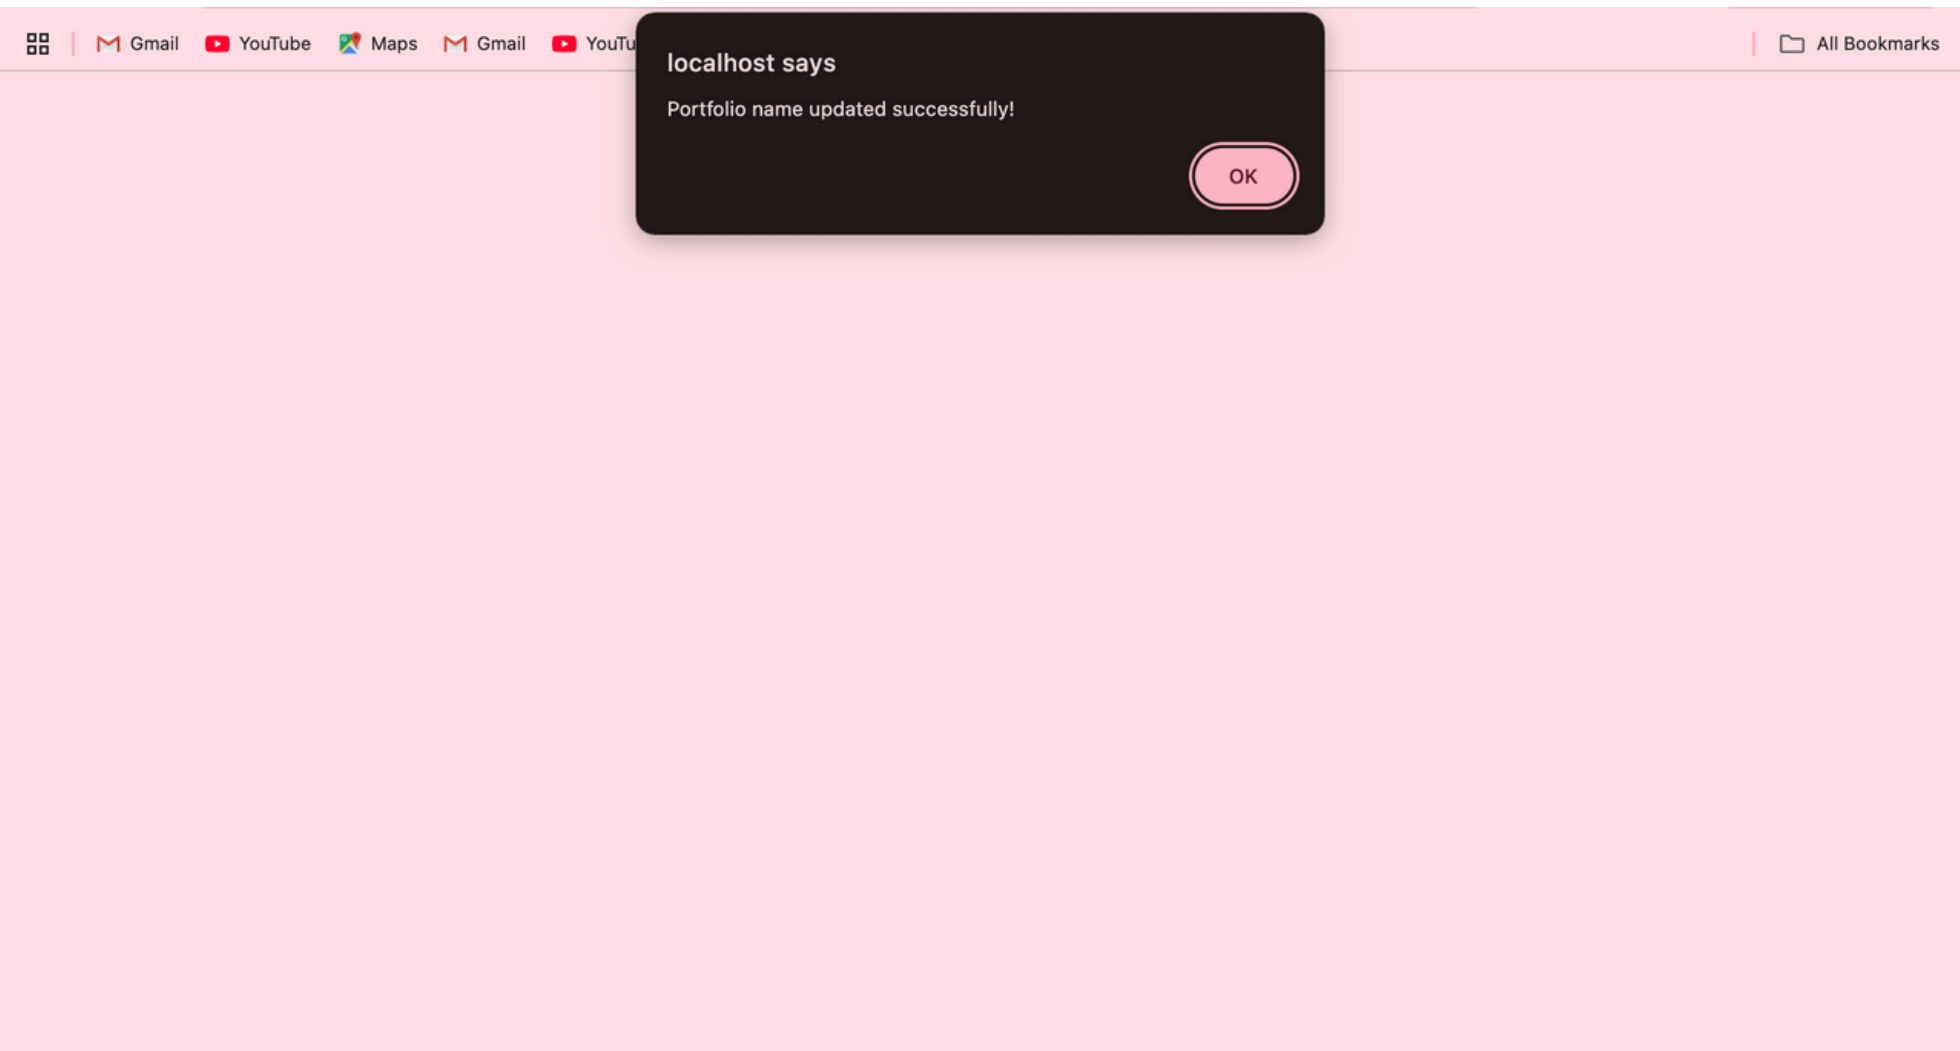 Gmail YouTube Maps Gmail YouTu All Bookmarks
localhost says
Portfolio name updated successfully!
OK